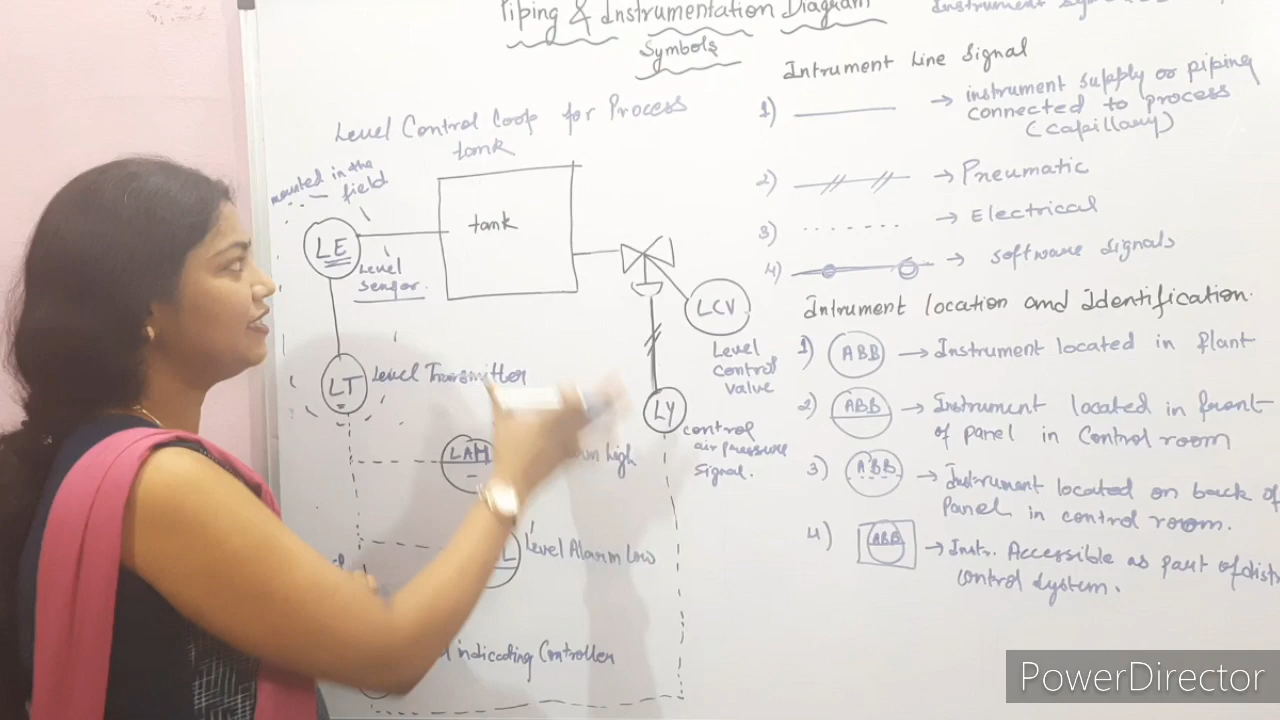 Piping & Instrumentation Diagram
Symbols
Level Control Loop for Process
tank
mounted in the
field
LE
Level
sensor
tank
LCV
Level
control
value
LT
Level Transmitter
LY
control
air pressure
signal.
LAH
high
L
Level Alarm Low
indicating Controller
Intrument Line Signal
1)
→ instrument supply or piping
connected to process
(capillary)
2)
→ Pneumatic
3)
→ Electrical
4)
→ software signals
Intrument location and Identification.
1) ABB → Instrument located in plant
2) ABB → Instrument located in front
of panel in control room
3) ABB → Instrument located on back of
Panel in control room.
4) ABB → Instr. Accessible as part of dist
control system.
PowerDirector